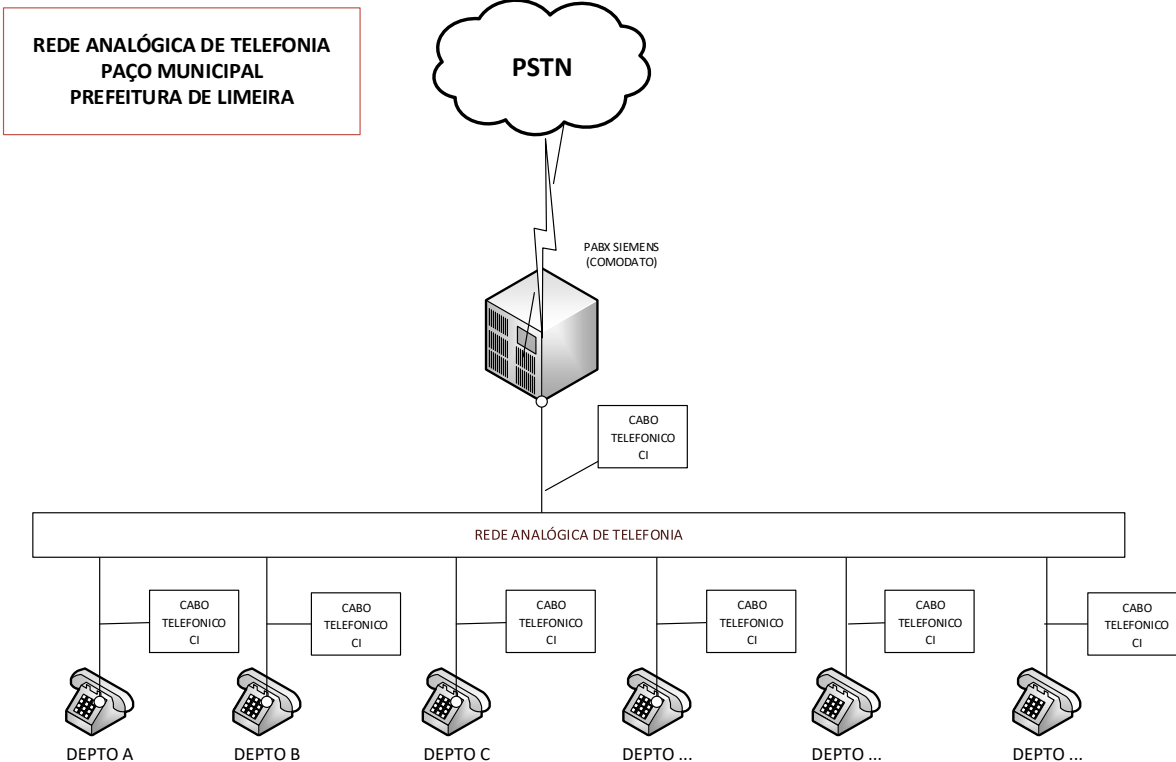 REDE ANALÓGICA DE TELEFONIA
PAÇO MUNICIPAL
PREFEITURA DE LIMEIRA
PSTN
PABX SIEMENS
(COMODATO)
CABO
TELEFONICO
CI
REDE ANALÓGICA DE TELEFONIA
CABO
TELEFONICO
CI
CABO
TELEFONICO
CI
CABO
TELEFONICO
CI
CABO
TELEFONICO
CI
CABO
TELEFONICO
CI
CABO
TELEFONICO
CI
DEPTO A
DEPTO B
DEPTO C
DEPTO ...
DEPTO ...
DEPTO ...